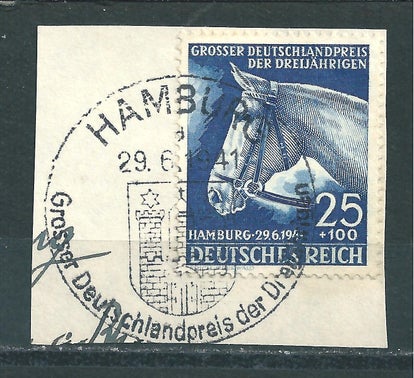 GROSSER DEUTSCHLANDPREIS
DER DREIJÄHRIGEN
HAMBURG
29.6.1941
25
+100
HAMBURG·29.6.1941
DEUTSCHES REICH
Grosser Deutschlandpreis der Dreijährigen